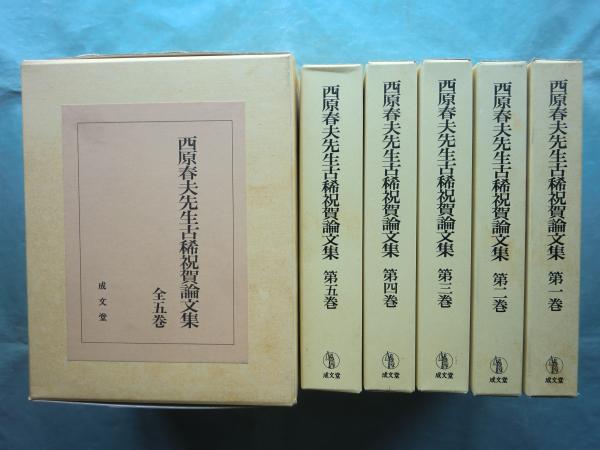 西原春夫先生古稀祝賀論文集
全五巻
成文堂
西原春夫先生古稀祝賀論文集 第五巻
成文堂
西原春夫先生古稀祝賀論文集 第四巻
成文堂
西原春夫先生古稀祝賀論文集 第三巻
成文堂
西原春夫先生古稀祝賀論文集 第二巻
成文堂
西原春夫先生古稀祝賀論文集 第一巻
成文堂